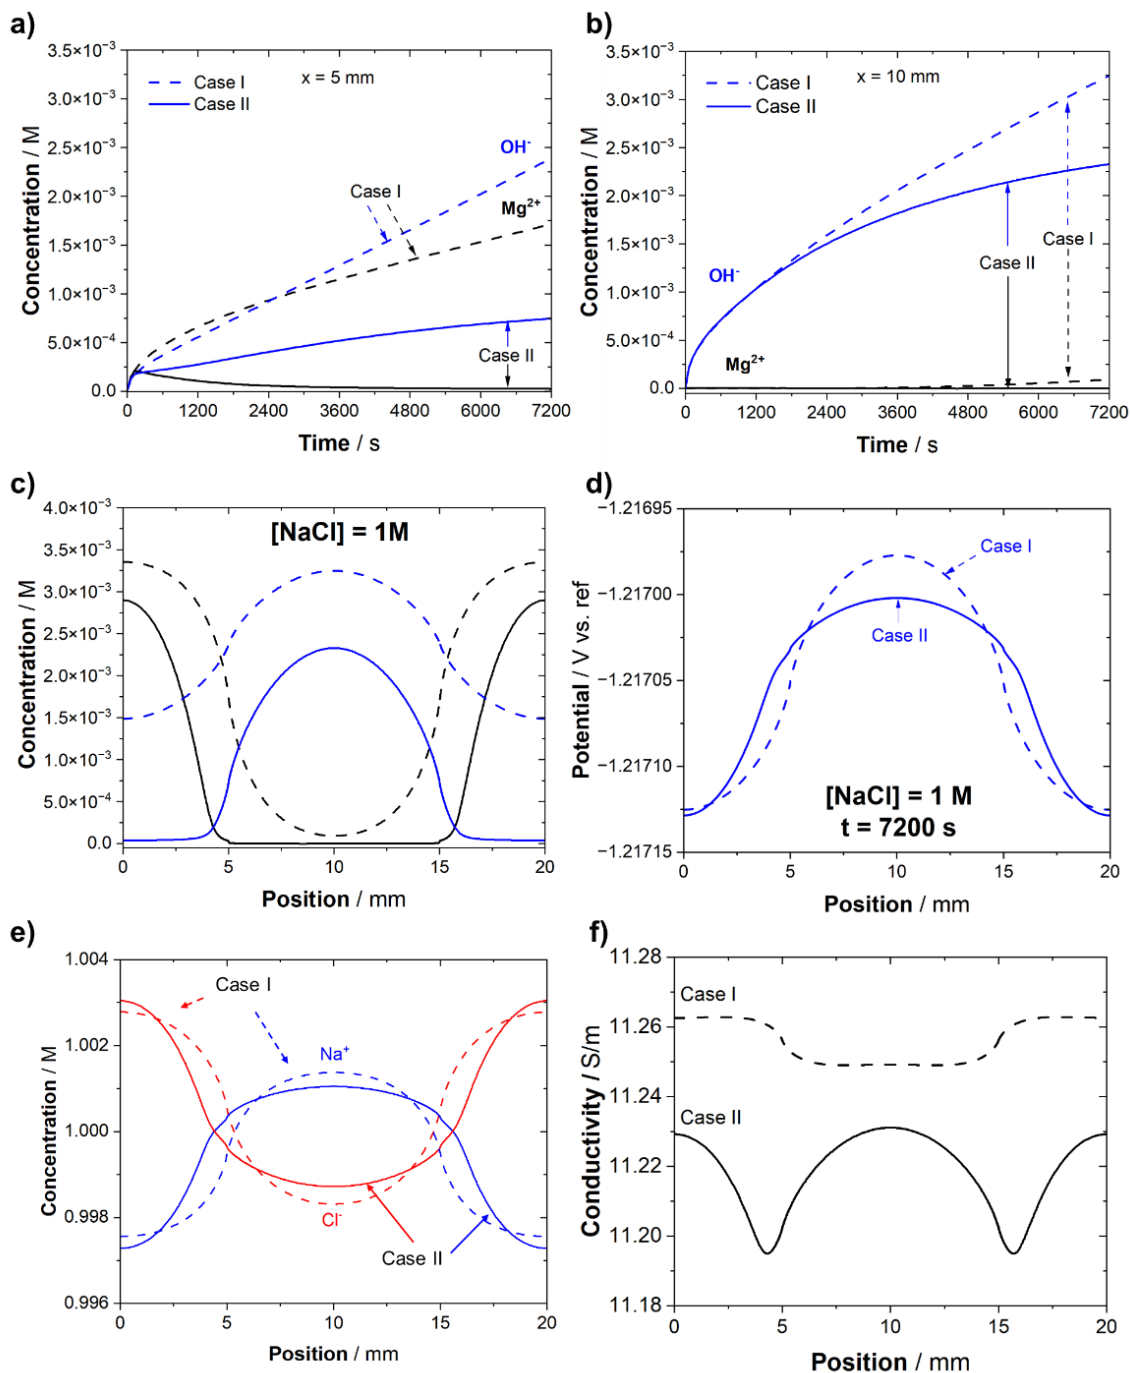 a)
3.5×10⁻³
3.0×10⁻³
2.5×10⁻³
2.0×10⁻³
1.5×10⁻³
1.0×10⁻³
5.0×10⁻⁴
0.0
Concentration / M
Case I
Case II
x = 5 mm
OH⁻
Case I
Mg²⁺
Case II
0 1200 2400 3600 4800 6000 7200
Time / s
b)
3.5×10⁻³
3.0×10⁻³
2.5×10⁻³
2.0×10⁻³
1.5×10⁻³
1.0×10⁻³
5.0×10⁻⁴
0.0
Concentration / M
Case I
Case II
x = 10 mm
OH⁻
Case I
Case II
Mg²⁺
0 1200 2400 3600 4800 6000 7200
Time / s
c)
4.0×10⁻³
3.5×10⁻³
3.0×10⁻³
2.5×10⁻³
2.0×10⁻³
1.5×10⁻³
1.0×10⁻³
5.0×10⁻⁴
0.0
Concentration / M
[NaCl] = 1M
0 5 10 15 20
Position / mm
d)
−1.21695
−1.21700
−1.21705
−1.21710
−1.21715
Potential / V vs. ref
Case I
Case II
[NaCl] = 1 M
t = 7200 s
0 5 10 15 20
Position / mm
e)
1.004
1.002
1.000
0.998
0.996
Concentration / M
Case I
Na⁺
Cl⁻
Case II
0 5 10 15 20
Position / mm
f)
11.28
11.26
11.24
11.22
11.20
11.18
Conductivity / S/m
Case I
Case II
0 5 10 15 20
Position / mm